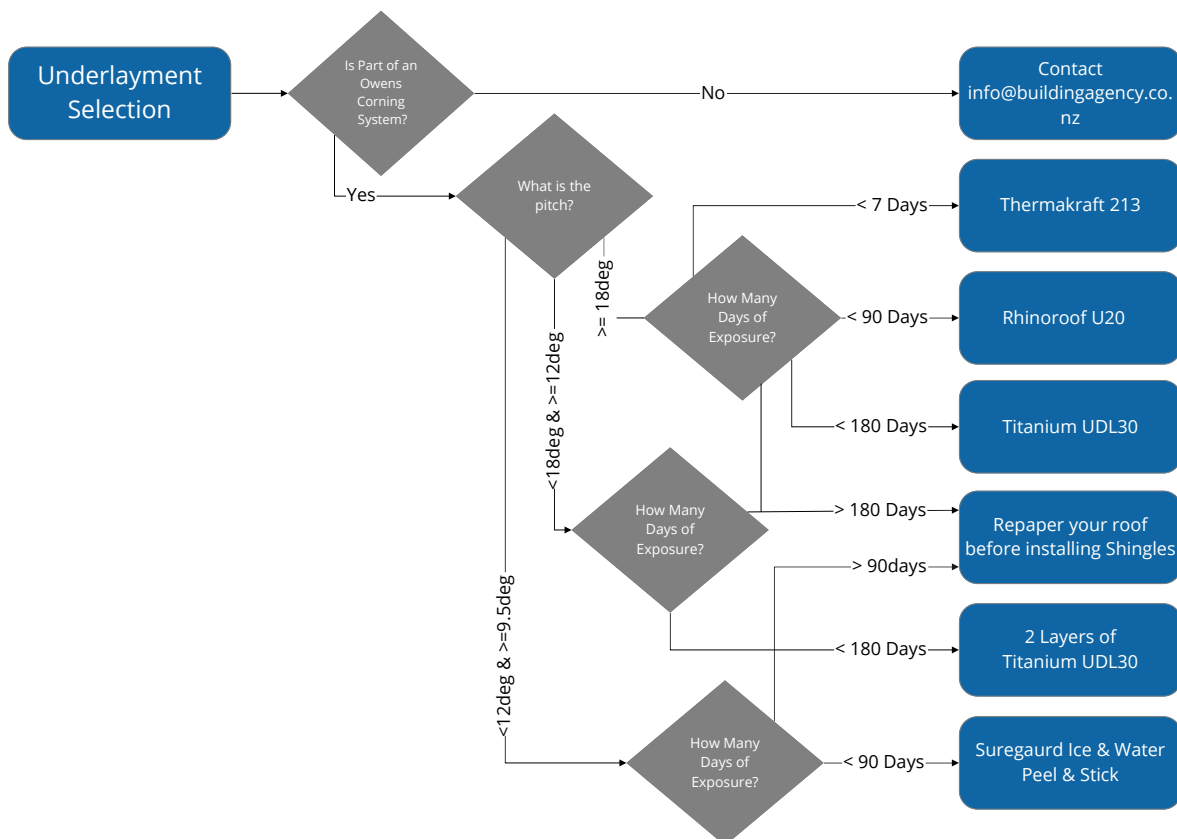 Underlayment
Selection
Is Part of an
Owens
Corning
System?
No
Contact
info@buildingagency.co.
nz
Yes
What is the
pitch?
< 7 Days
Thermakraft 213
>= 18deg
How Many
Days of
Exposure?
< 90 Days
Rhinoroof U20
<18deg & >=12deg
< 180 Days
Titanium UDL30
How Many
Days of
Exposure?
> 180 Days
Repaper your roof
before installing Shingles
> 90days
<12deg & >=9.5deg
< 180 Days
2 Layers of
Titanium UDL30
How Many
Days of
Exposure?
< 90 Days
Suregaurd Ice & Water
Peel & Stick